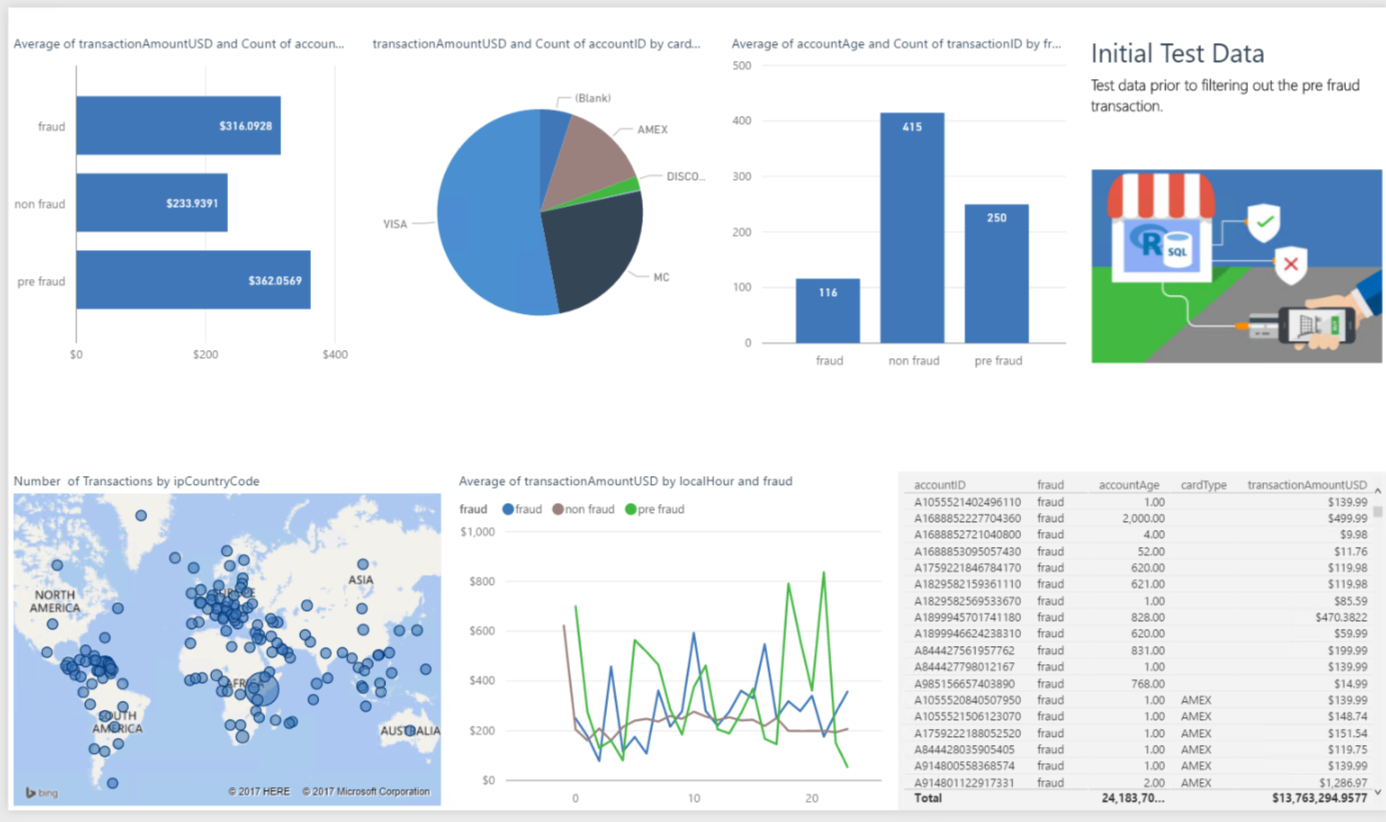 Average of transactionAmountUSD and Count of accoun...
fraud
$316.0928
non fraud
$233.9391
pre fraud
$362.0569
$0 $200 $400
transactionAmountUSD and Count of accountID by card...
(Blank)
AMEX
DISCO...
VISA
MC
Average of accountAge and Count of transactionID by fr...
500
400
300
200
100
0
116
415
250
fraud non fraud pre fraud
Initial Test Data
Test data prior to filtering out the pre fraud
transaction.
R
SQL
Number of Transactions by ipCountryCode
NORTH
AMERICA
ASIA
SOUTH
AMERICA
AUSTRALIA
bing
© 2017 HERE © 2017 Microsoft Corporation
Average of transactionAmountUSD by localHour and fraud
fraud fraud non fraud pre fraud
$1,000
$800
$600
$400
$200
$0
0 10 20
accountID fraud accountAge cardType transactionAmountUSD
A1055521402496110 fraud 1.00 $139.99
A1688852227704360 fraud 2,000.00 $499.99
A1688852721040800 fraud 4.00 $9.98
A1688853095057430 fraud 52.00 $11.76
A1759221846784170 fraud 620.00 $119.98
A1829582159361110 fraud 621.00 $119.98
A1829582569533670 fraud 1.00 $85.59
A1899945701741180 fraud 828.00 $470.3822
A1899946624238310 fraud 620.00 $59.99
A844427561957762 fraud 831.00 $199.99
A844427798012167 fraud 1.00 $139.99
A985156657403890 fraud 768.00 $14.99
A1055520840507950 fraud 1.00 AMEX $139.99
A1055521506123070 fraud 1.00 AMEX $148.74
A1759222188052520 fraud 1.00 AMEX $151.54
A844428035905405 fraud 1.00 AMEX $119.75
A914800558368574 fraud 1.00 AMEX $139.99
A914801122917331 fraud 2.00 AMEX $1,286.97
Total 24,183,70... $13,763,294.9577